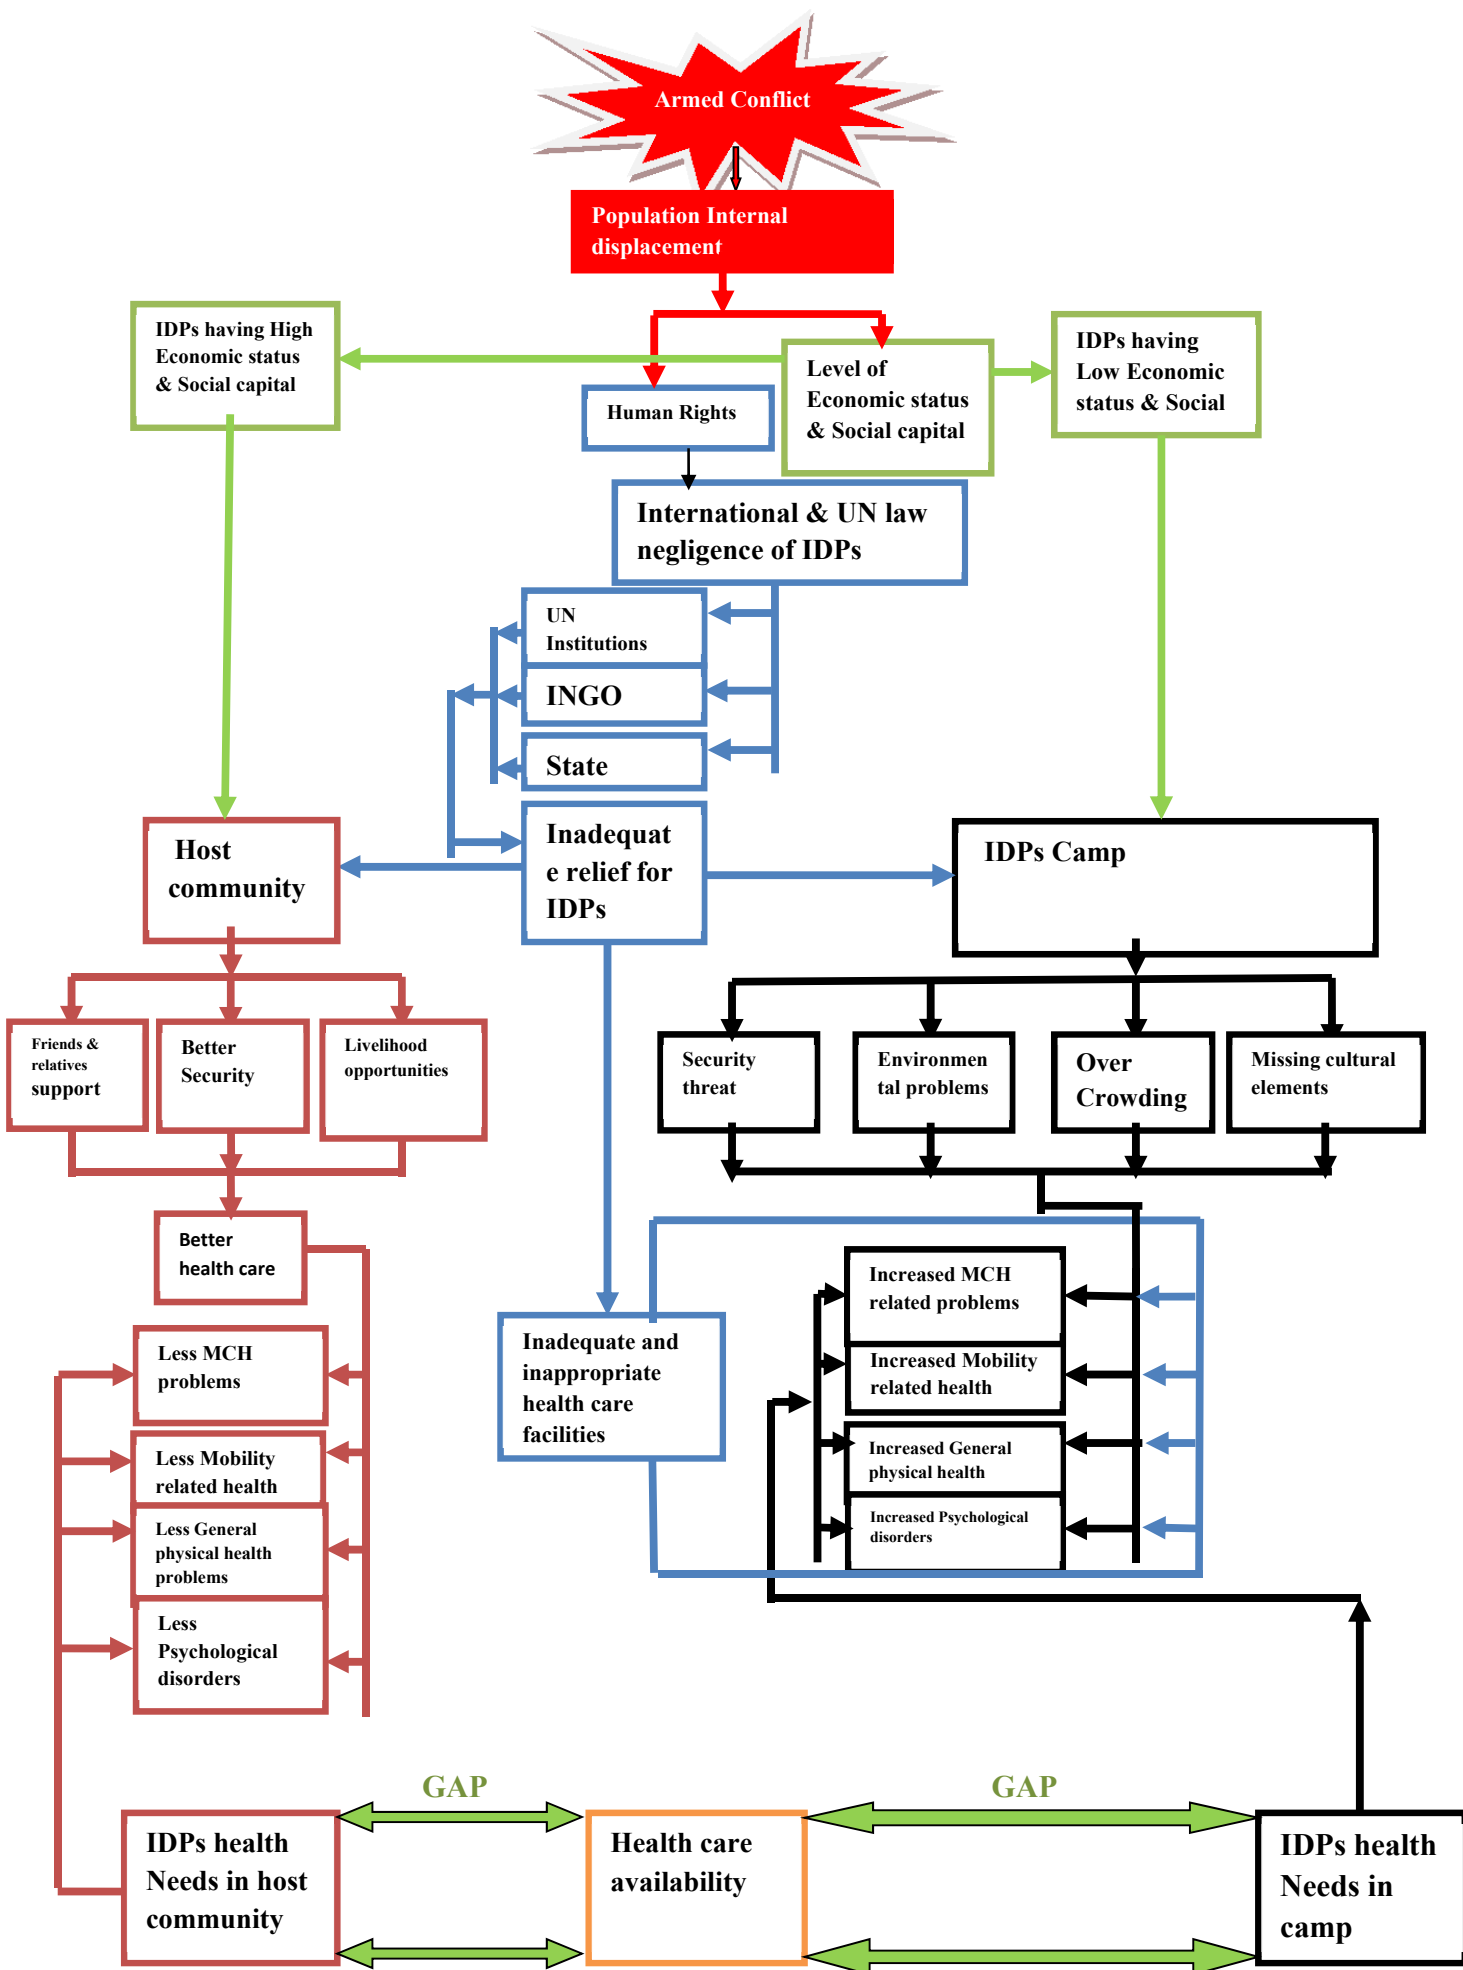 Armed Conflict
Population Internal
displacement
IDPs having High
Economic status
& Social capital
Level of
Economic status
& Social capital
IDPs having
Low Economic
status & Social
Human Rights
International & UN law
negligence of IDPs
UN
Institutions
INGO
State
Inadequat
e relief for
IDPs
Host
community
IDPs Camp
Friends &
relatives
support
Better
Security
Livelihood
opportunities
Security
threat
Environmen
tal problems
Over
Crowding
Missing cultural
elements
Better
health care
Inadequate and
inappropriate
health care
facilities
Increased MCH
related problems
Increased Mobility
related health
Increased General
physical health
Increased Psychological
disorders
Less MCH
problems
Less Mobility
related health
Less General
physical health
problems
Less
Psychological
disorders
GAP
GAP
IDPs health
Needs in host
community
Health care
availability
IDPs health
Needs in
camp